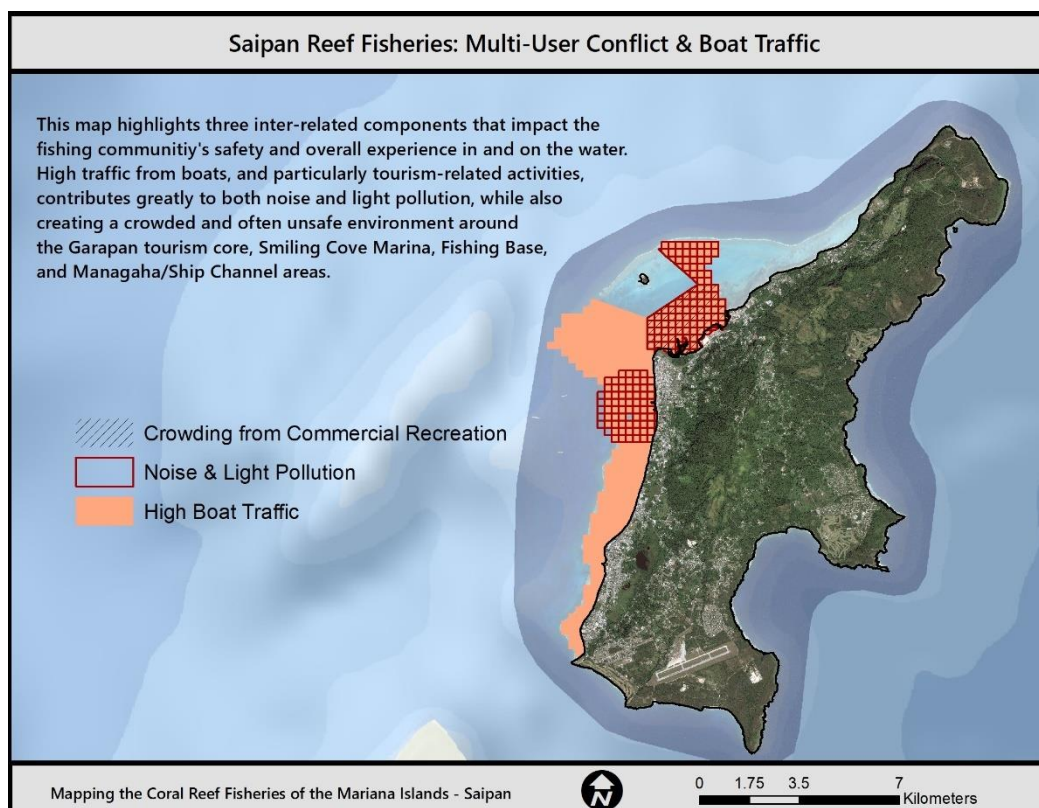 Saipan Reef Fisheries: Multi-User Conflict & Boat Traffic
This map highlights three inter-related components that impact the
fishing communitiy's safety and overall experience in and on the water.
High traffic from boats, and particularly tourism-related activities,
contributes greatly to both noise and light pollution, while also
creating a crowded and often unsafe environment around
the Garapan tourism core, Smiling Cove Marina, Fishing Base,
and Managaha/Ship Channel areas.
Crowding from Commercial Recreation
Noise & Light Pollution
High Boat Traffic
Mapping the Coral Reef Fisheries of the Mariana Islands - Saipan
N
0 1.75 3.5 7
Kilometers